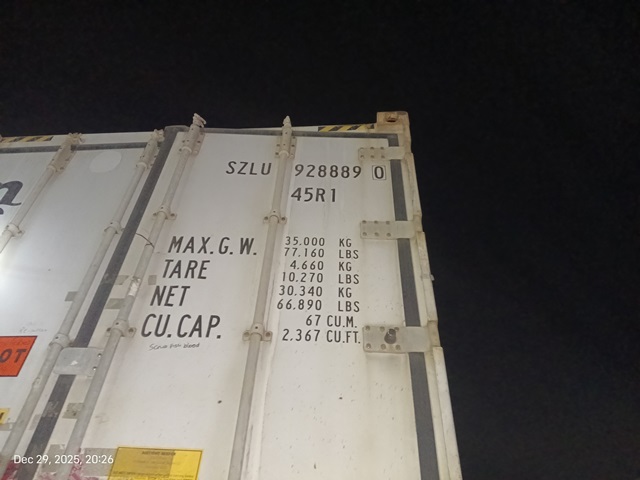 SZLU 928889 0
45R1
MAX. G. W. 35.000 KG
77.160 LBS
TARE 4.660 KG
10.270 LBS
NET 30.340 KG
66.890 LBS
CU. CAP. 67 CU.M.
2.367 CU.FT.
OT
Dec 29, 2025, 20:26